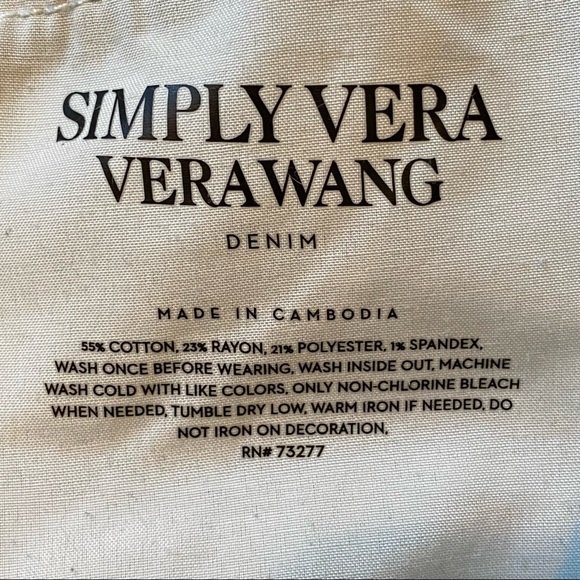 SIMPLY VERA
VERA WANG
DENIM
MADE IN CAMBODIA
55% COTTON, 23% RAYON, 21% POLYESTER, 1% SPANDEX,
WASH ONCE BEFORE WEARING, WASH INSIDE OUT, MACHINE
WASH COLD WITH LIKE COLORS, ONLY NON-CHLORINE BLEACH
WHEN NEEDED, TUMBLE DRY LOW, WARM IRON IF NEEDED, DO
NOT IRON ON DECORATION,
RN# 73277